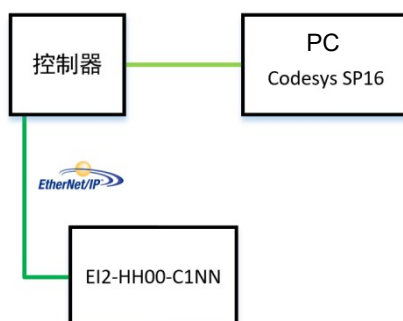 控制器
PC
Codesys SP16
EtherNet/IP
EI2-HH00-C1NN